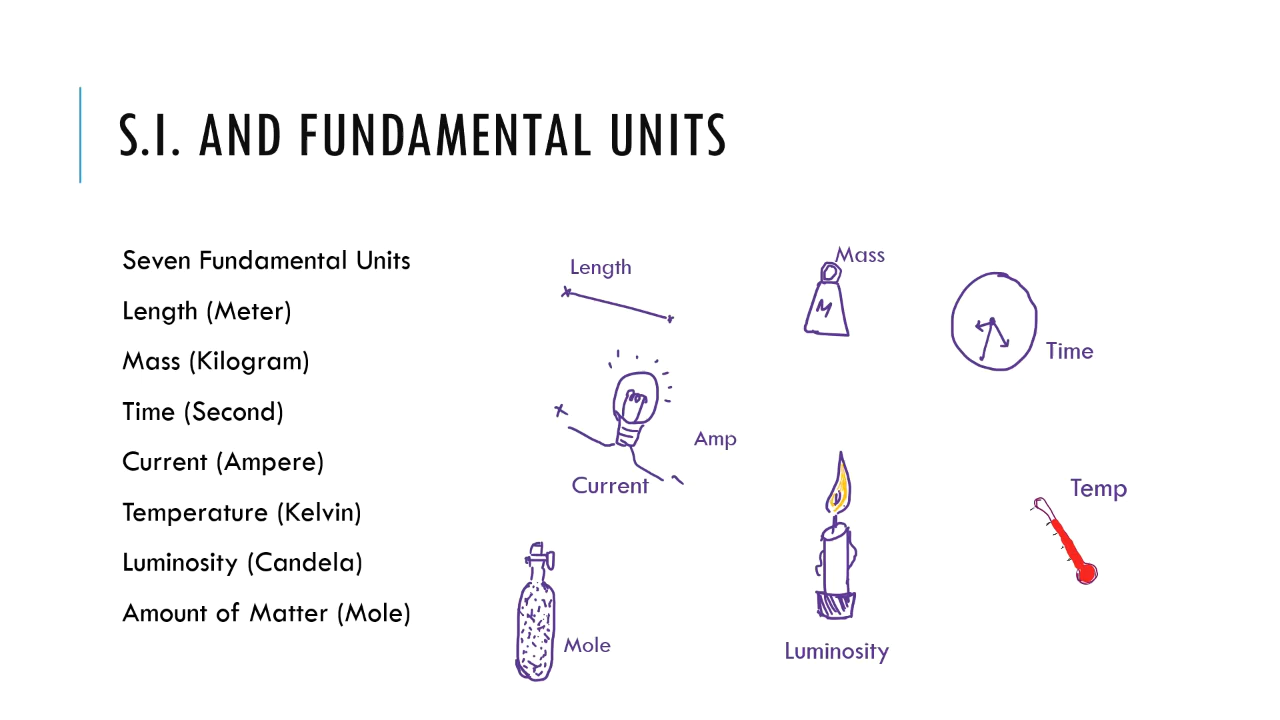 S.I. AND FUNDAMENTAL UNITS
Seven Fundamental Units
Length (Meter)
Mass (Kilogram)
Time (Second)
Current (Ampere)
Temperature (Kelvin)
Luminosity (Candela)
Amount of Matter (Mole)
Length
Mass
M
Time
Amp
Current
Temp
Mole
Luminosity